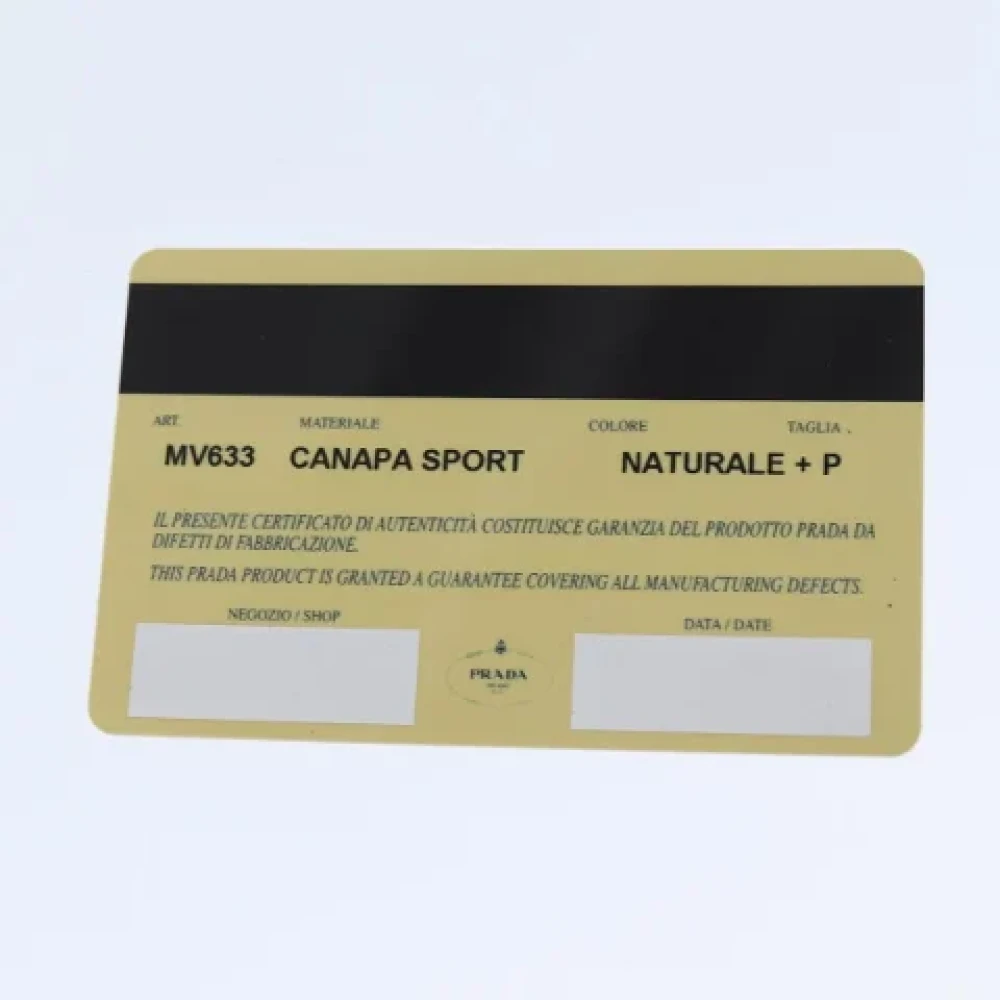 ART. MATERIALE COLORE TAGLIA .
MV633 CANAPA SPORT NATURALE + P
IL PRESENTE CERTIFICATO DI AUTENTICITÀ COSTITUISCE GARANZIA DEL PRODOTTO PRADA DA
DIFETTI DI FABBRICAZIONE.
THIS PRADA PRODUCT IS GRANTED A GUARANTEE COVERING ALL MANUFACTURING DEFECTS.
NEGOZIO / SHOP
DATA / DATE
PRADA